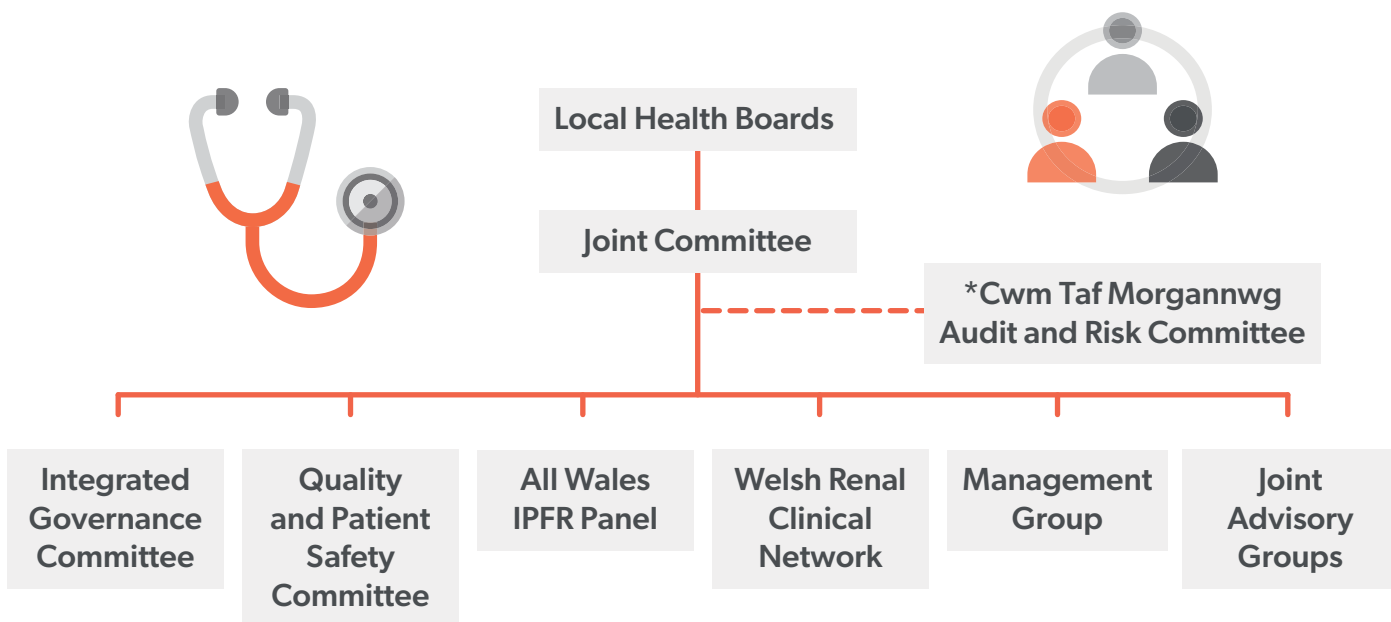 Local Health Boards
Joint Committee
*Cwm Taf Morgannwg
Audit and Risk Committee
Integrated
Governance
Committee
Quality
and Patient
Safety
Committee
All Wales
IPFR Panel
Welsh Renal
Clinical
Network
Management
Group
Joint
Advisory
Groups